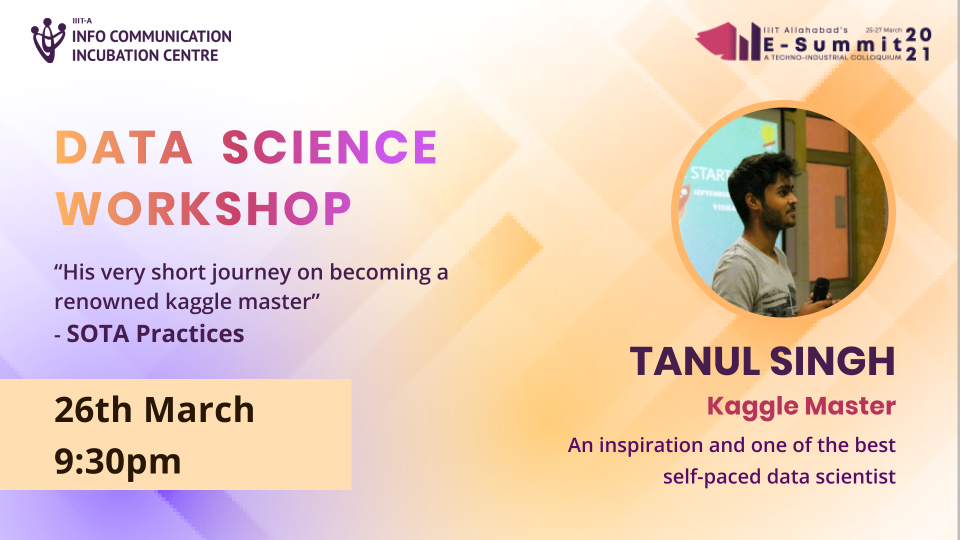 IIIT-A
INFO COMMUNICATION
INCUBATION CENTRE
IIIT Allahabad's 25-27 March 20
E-Summit 21
A TECHNO-INDUSTRIAL COLLOQUIUM
DATA SCIENCE
WORKSHOP
“His very short journey on becoming a
renowned kaggle master”
- SOTA Practices
26th March
9:30pm
START
TANUL SINGH
Kaggle Master
An inspiration and one of the best
self-paced data scientist